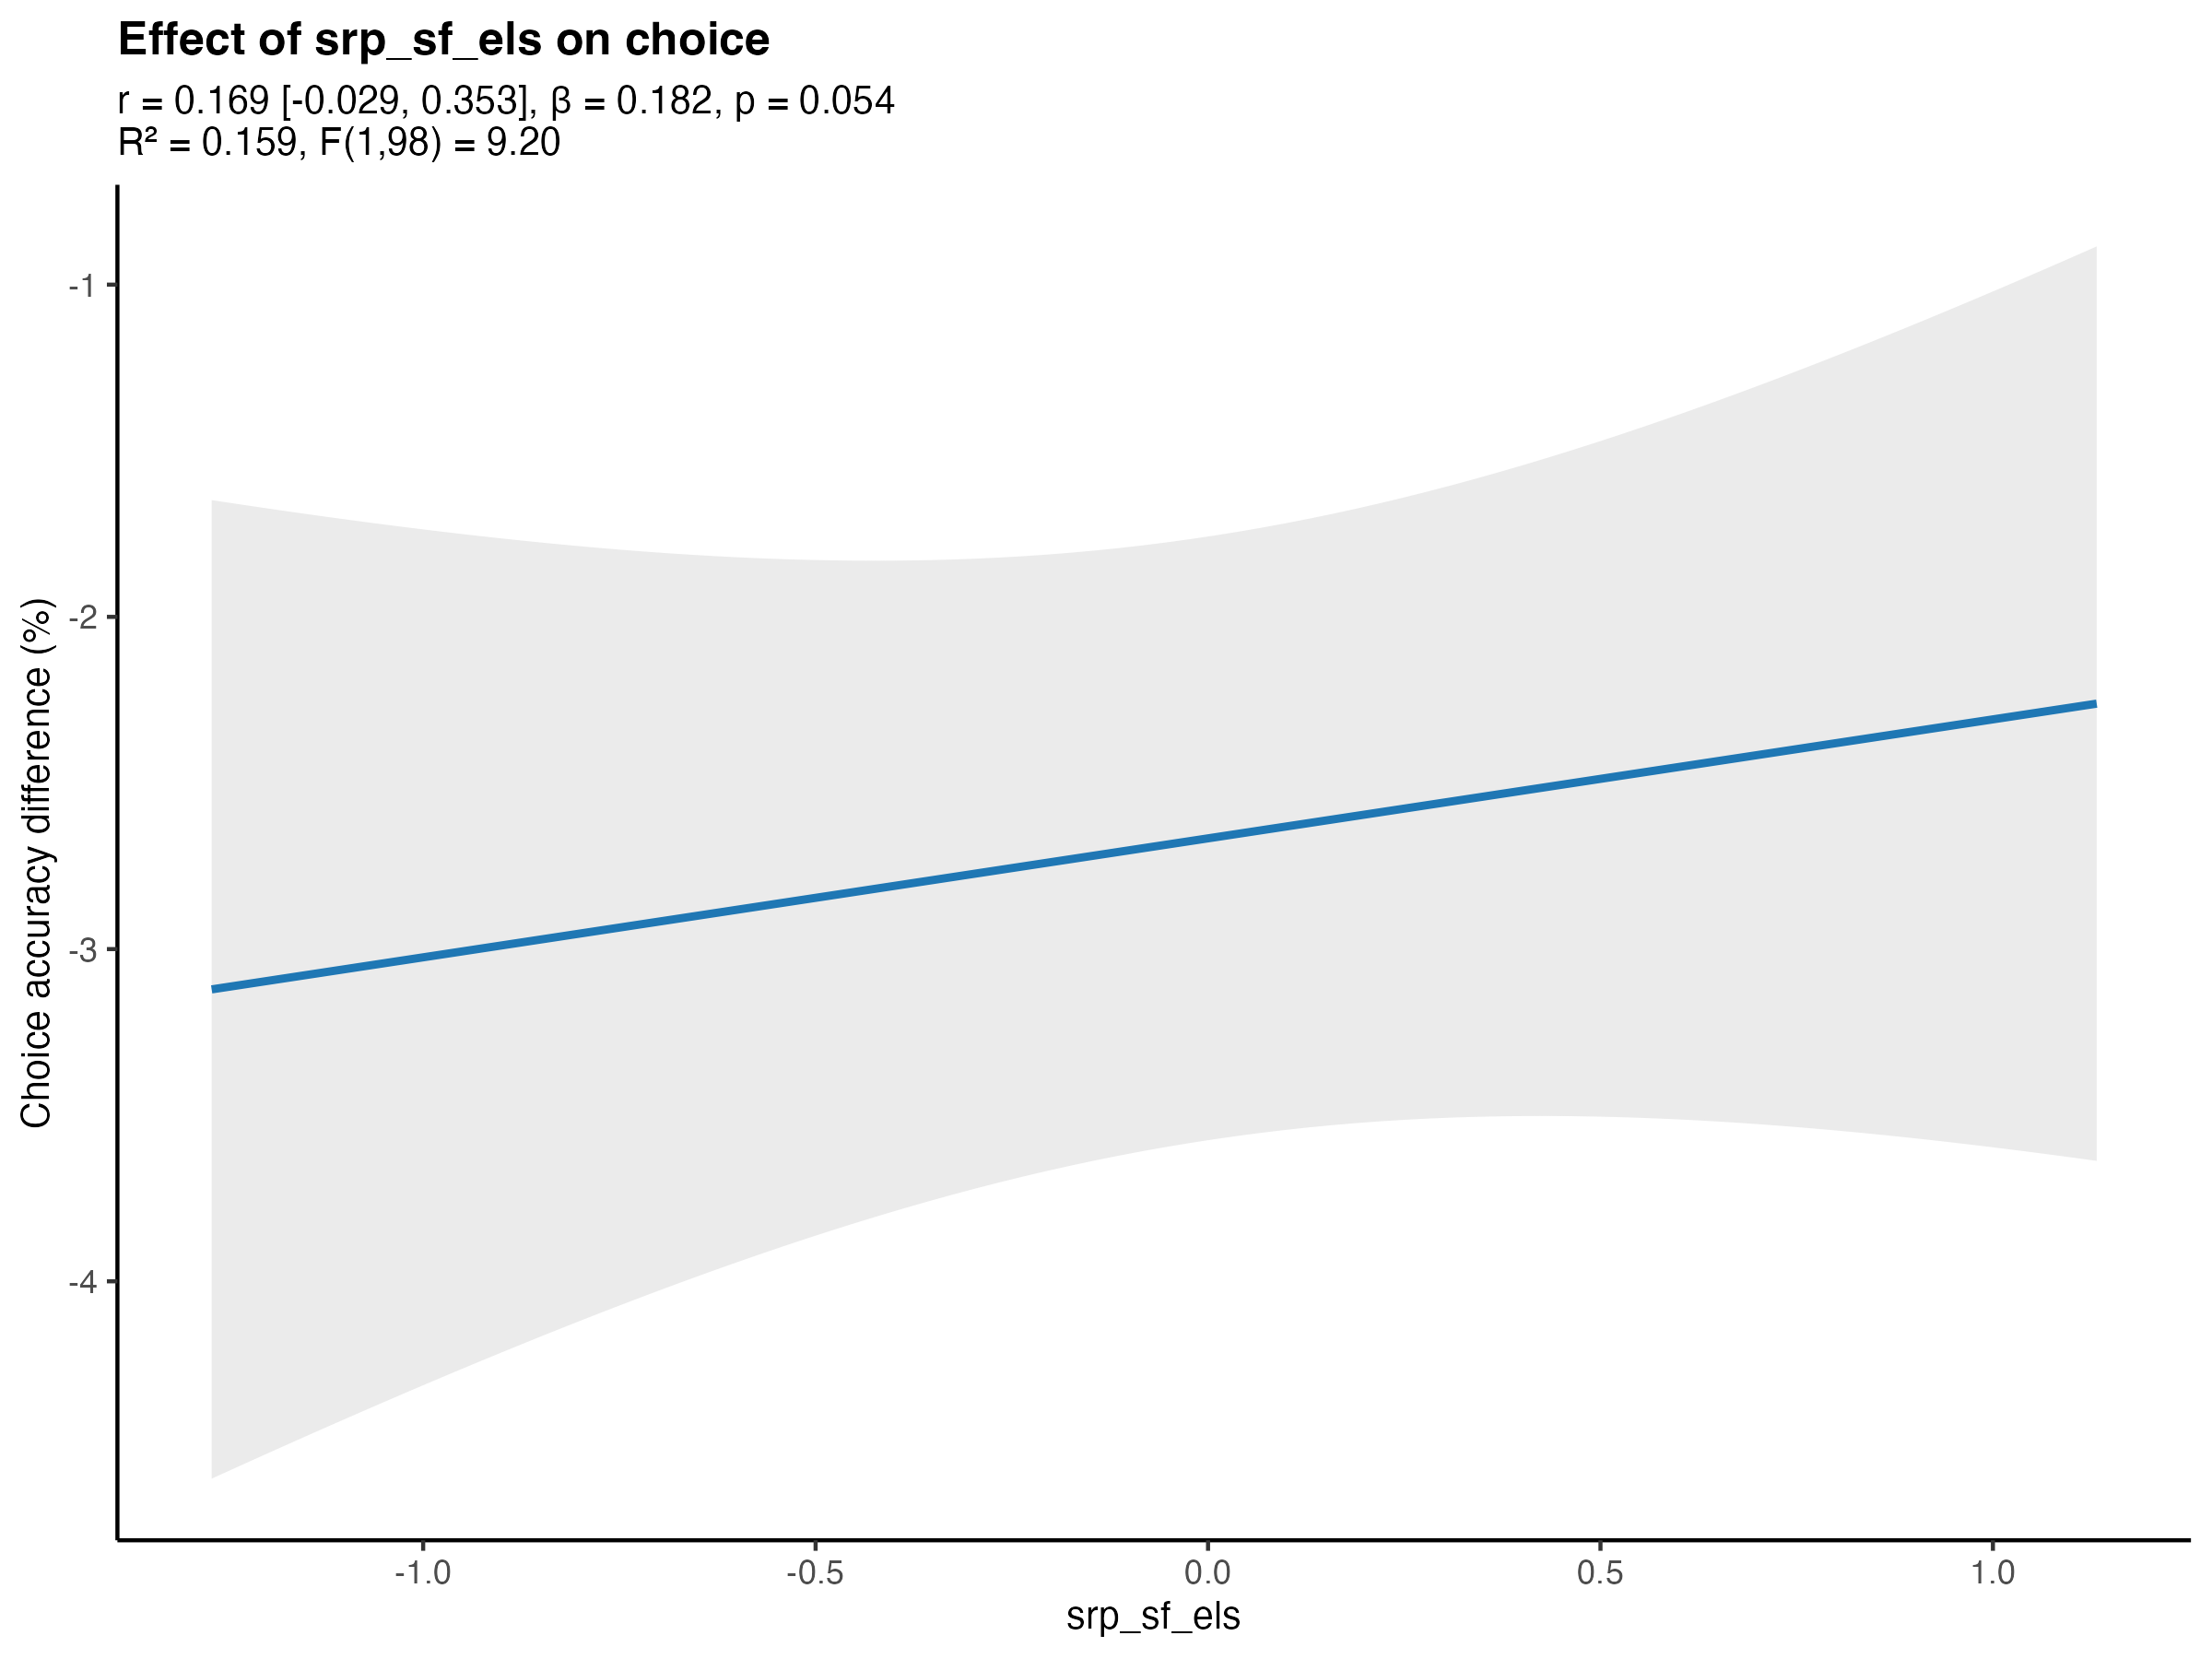 Effect of srp_sf_els on choice
r = 0.169 [-0.029, 0.353], β = 0.182, p = 0.054
R² = 0.159, F(1,98) = 9.20
Choice accuracy difference (%)
-1
-2
-3
-4
-1.0 -0.5 0.0 0.5 1.0
srp_sf_els